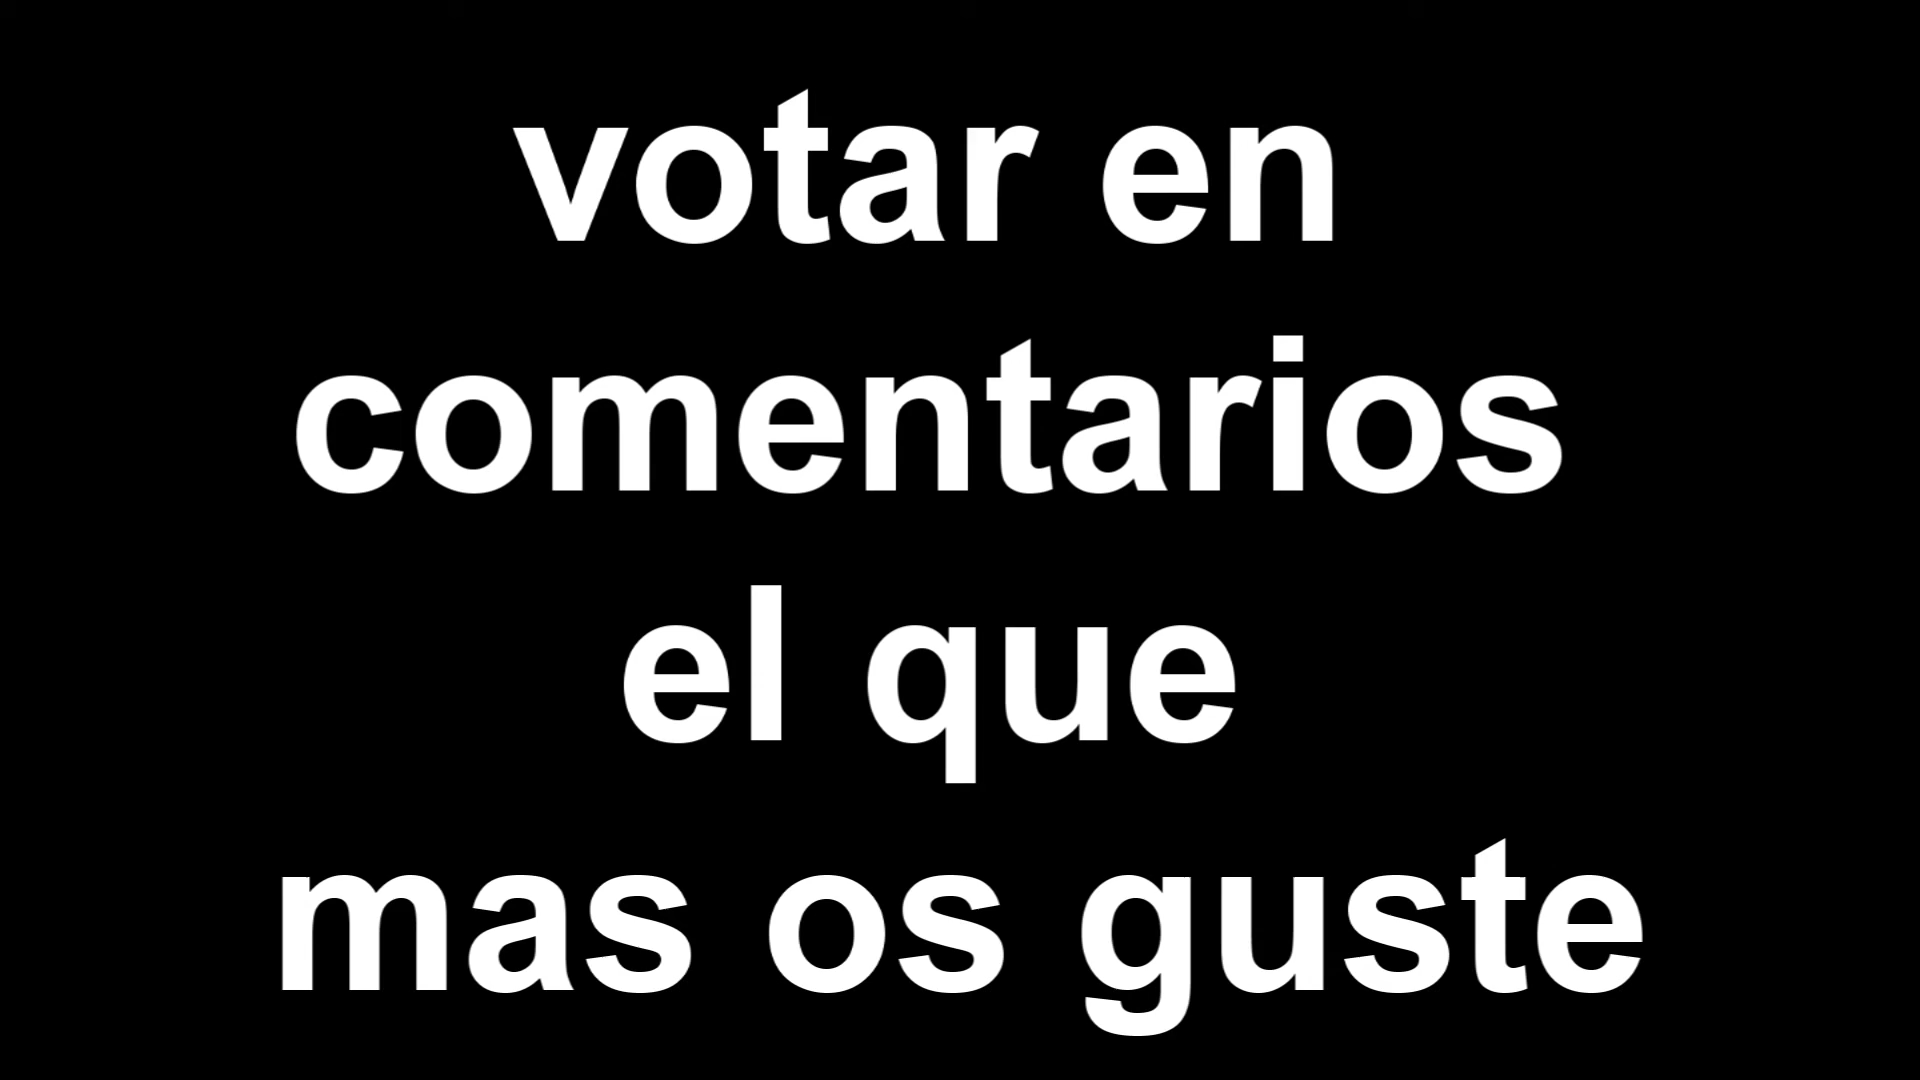 votar en
comentarios
el que
mas os guste